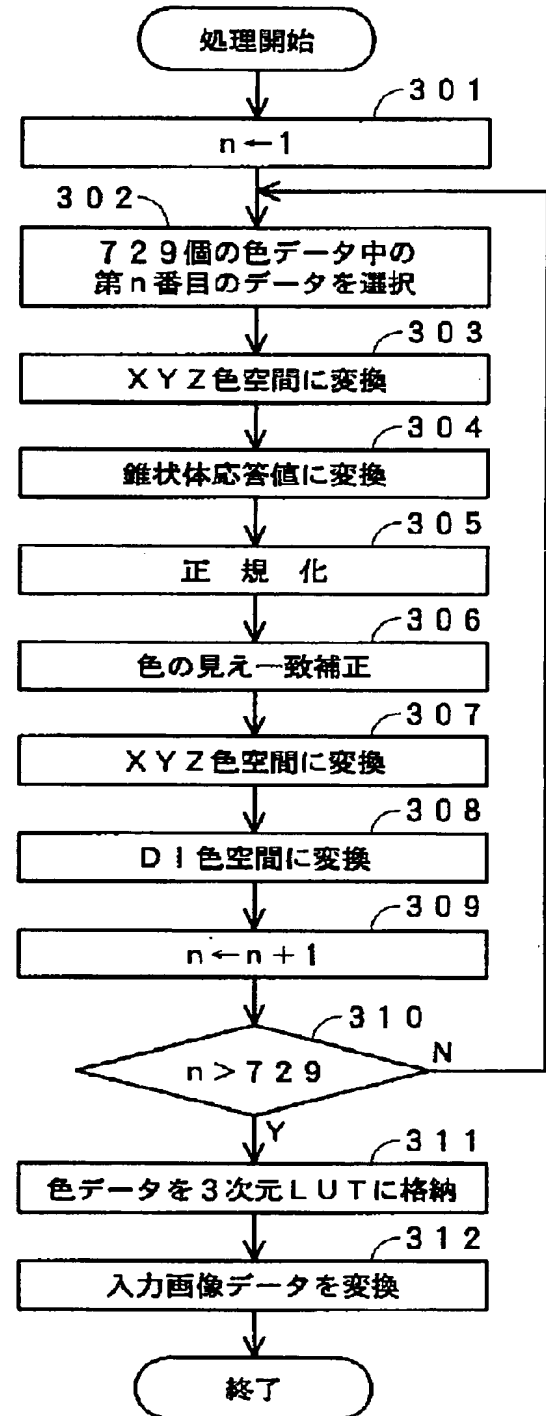 処理開始
301
n←1
302
729個の色データ中の
第n番目のデータを選択
303
XYZ色空間に変換
304
錐状体応答値に変換
305
正規化
306
色の見え一致補正
307
XYZ色空間に変換
308
DI色空間に変換
309
n←n+1
310
n>729
N
Y
311
色データを3次元LUTに格納
312
入力画像データを変換
終了